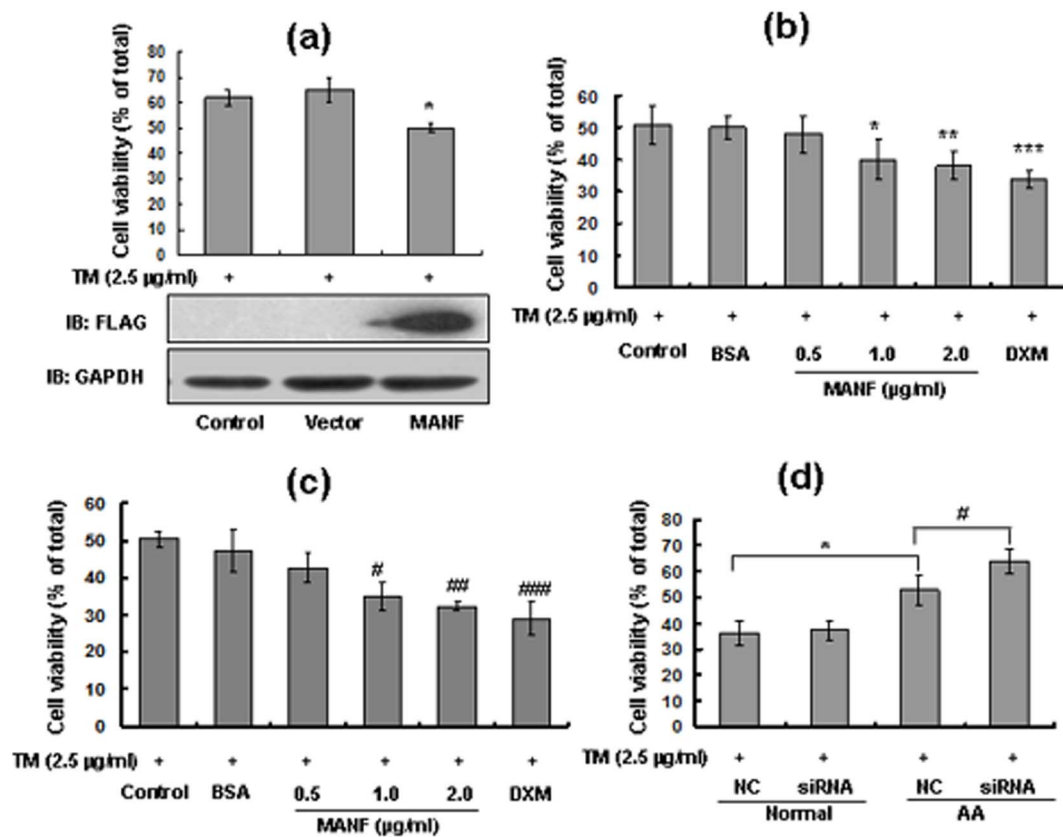 (a)
Cell viability (% of total)
80
70
60
50
40
30
20
10
0
*
TM (2.5 µg/ml) + + +
IB: FLAG
IB: GAPDH
Control Vector MANF
(b)
Cell viability (% of total)
60
50
40
30
20
10
0
* ** ***
TM (2.5 µg/ml) + + + + + +
Control BSA 0.5 1.0 2.0 DXM
MANF (µg/ml)
(c)
Cell viability (% of total)
60
50
40
30
20
10
0
# ## ###
TM (2.5 µg/ml) + + + + + +
Control BSA 0.5 1.0 2.0 DXM
MANF (µg/ml)
(d)
Cell viability (% of total)
80
70
60
50
40
30
20
10
0
* #
TM (2.5 µg/ml) + + + +
NC siRNA NC siRNA
Normal AA